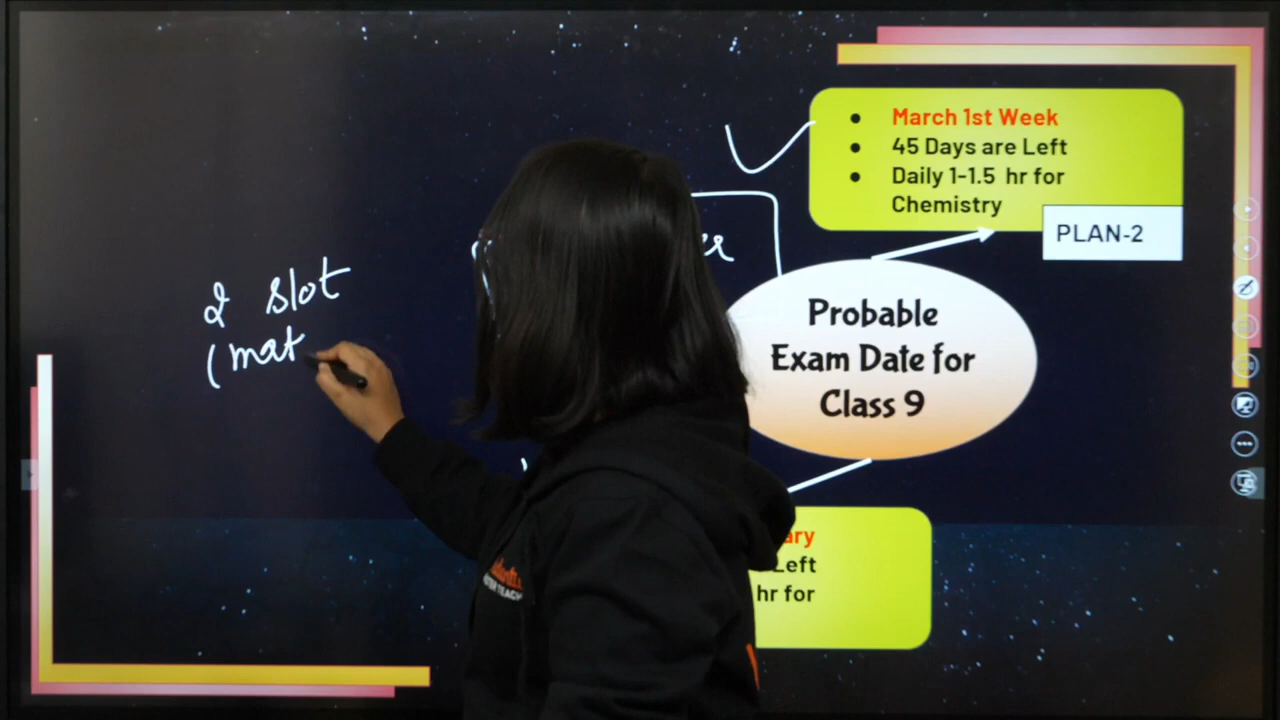 March 1st Week
45 Days are Left
Daily 1-1.5 hr for
Chemistry
PLAN-2
Probable
Exam Date for
Class 9
2 slot
(mat
Left
hr for